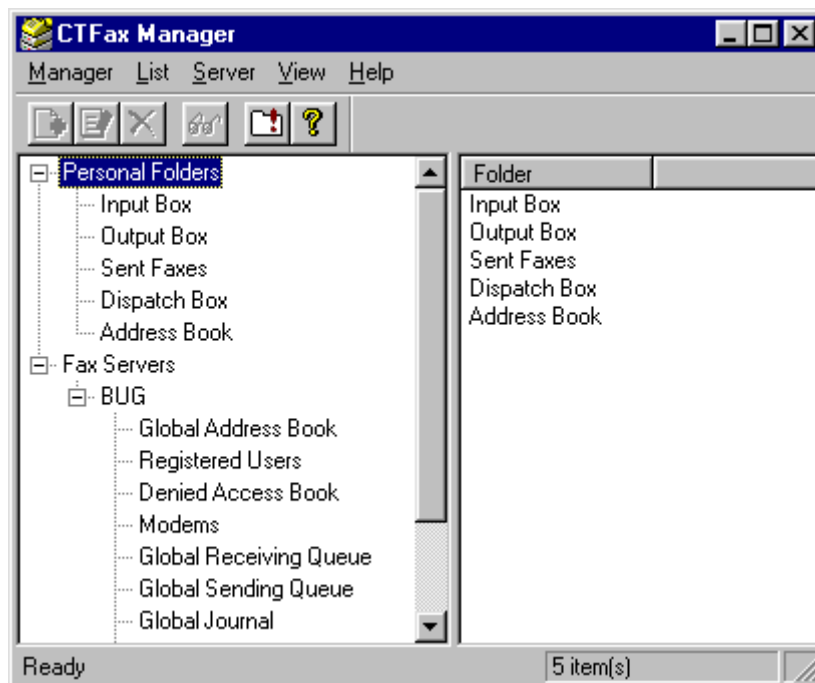 CTFax Manager
Manager List Server View Help
Personal Folders
Input Box
Output Box
Sent Faxes
Dispatch Box
Address Book
Fax Servers
BUG
Global Address Book
Registered Users
Denied Access Book
Modems
Global Receiving Queue
Global Sending Queue
Global Journal
Folder
Input Box
Output Box
Sent Faxes
Dispatch Box
Address Book
Ready
5 item(s)